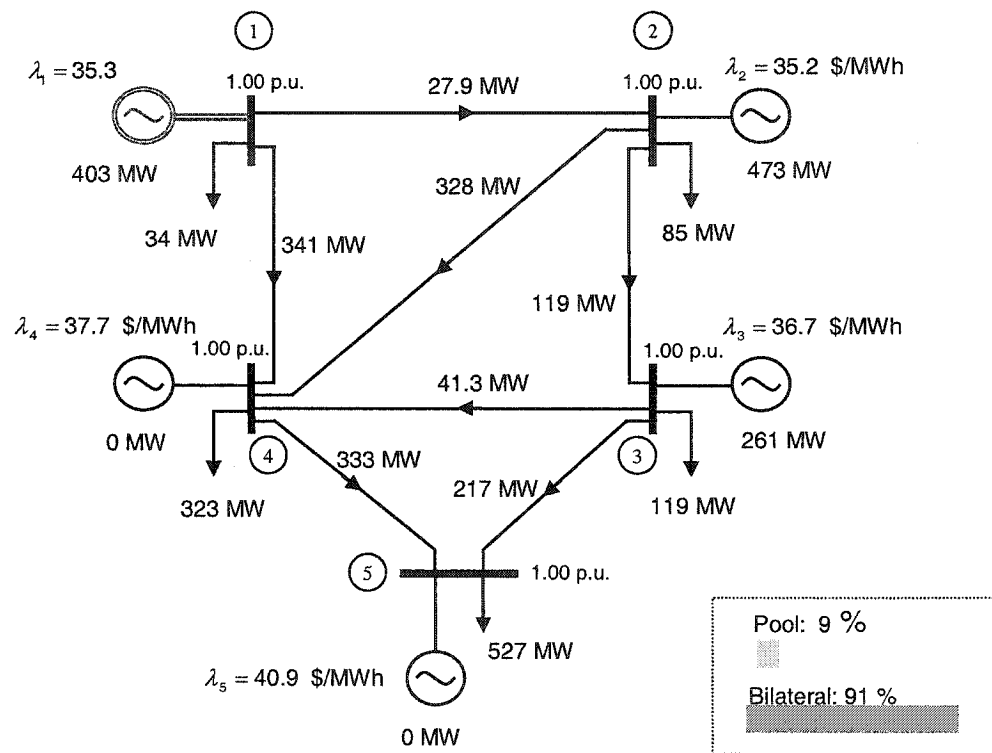 1
2
λ₁ = 35.3
1.00 p.u.
27.9 MW
1.00 p.u.
λ₂ = 35.2 $/MWh
403 MW
328 MW
473 MW
34 MW
341 MW
85 MW
119 MW
λ₄ = 37.7 $/MWh
1.00 p.u.
1.00 p.u.
λ₃ = 36.7 $/MWh
41.3 MW
0 MW
261 MW
4
3
333 MW
217 MW
323 MW
119 MW
5
1.00 p.u.
527 MW
λ₅ = 40.9 $/MWh
0 MW
Pool: 9 %
Bilateral: 91 %